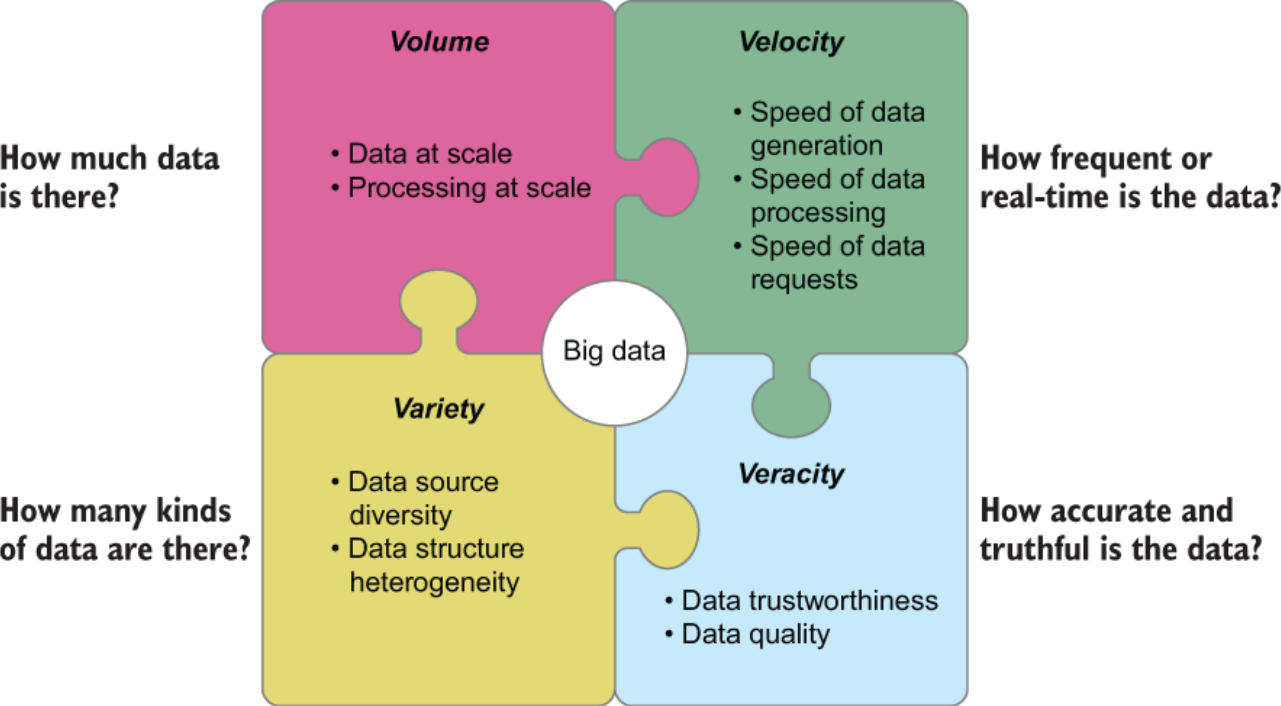 Volume
• Data at scale
• Processing at scale
How much data
is there?
Velocity
• Speed of data
generation
• Speed of data
processing
• Speed of data
requests
How frequent or
real-time is the data?
Big data
Variety
• Data source
diversity
• Data structure
heterogeneity
How many kinds
of data are there?
Veracity
• Data trustworthiness
• Data quality
How accurate and
truthful is the data?